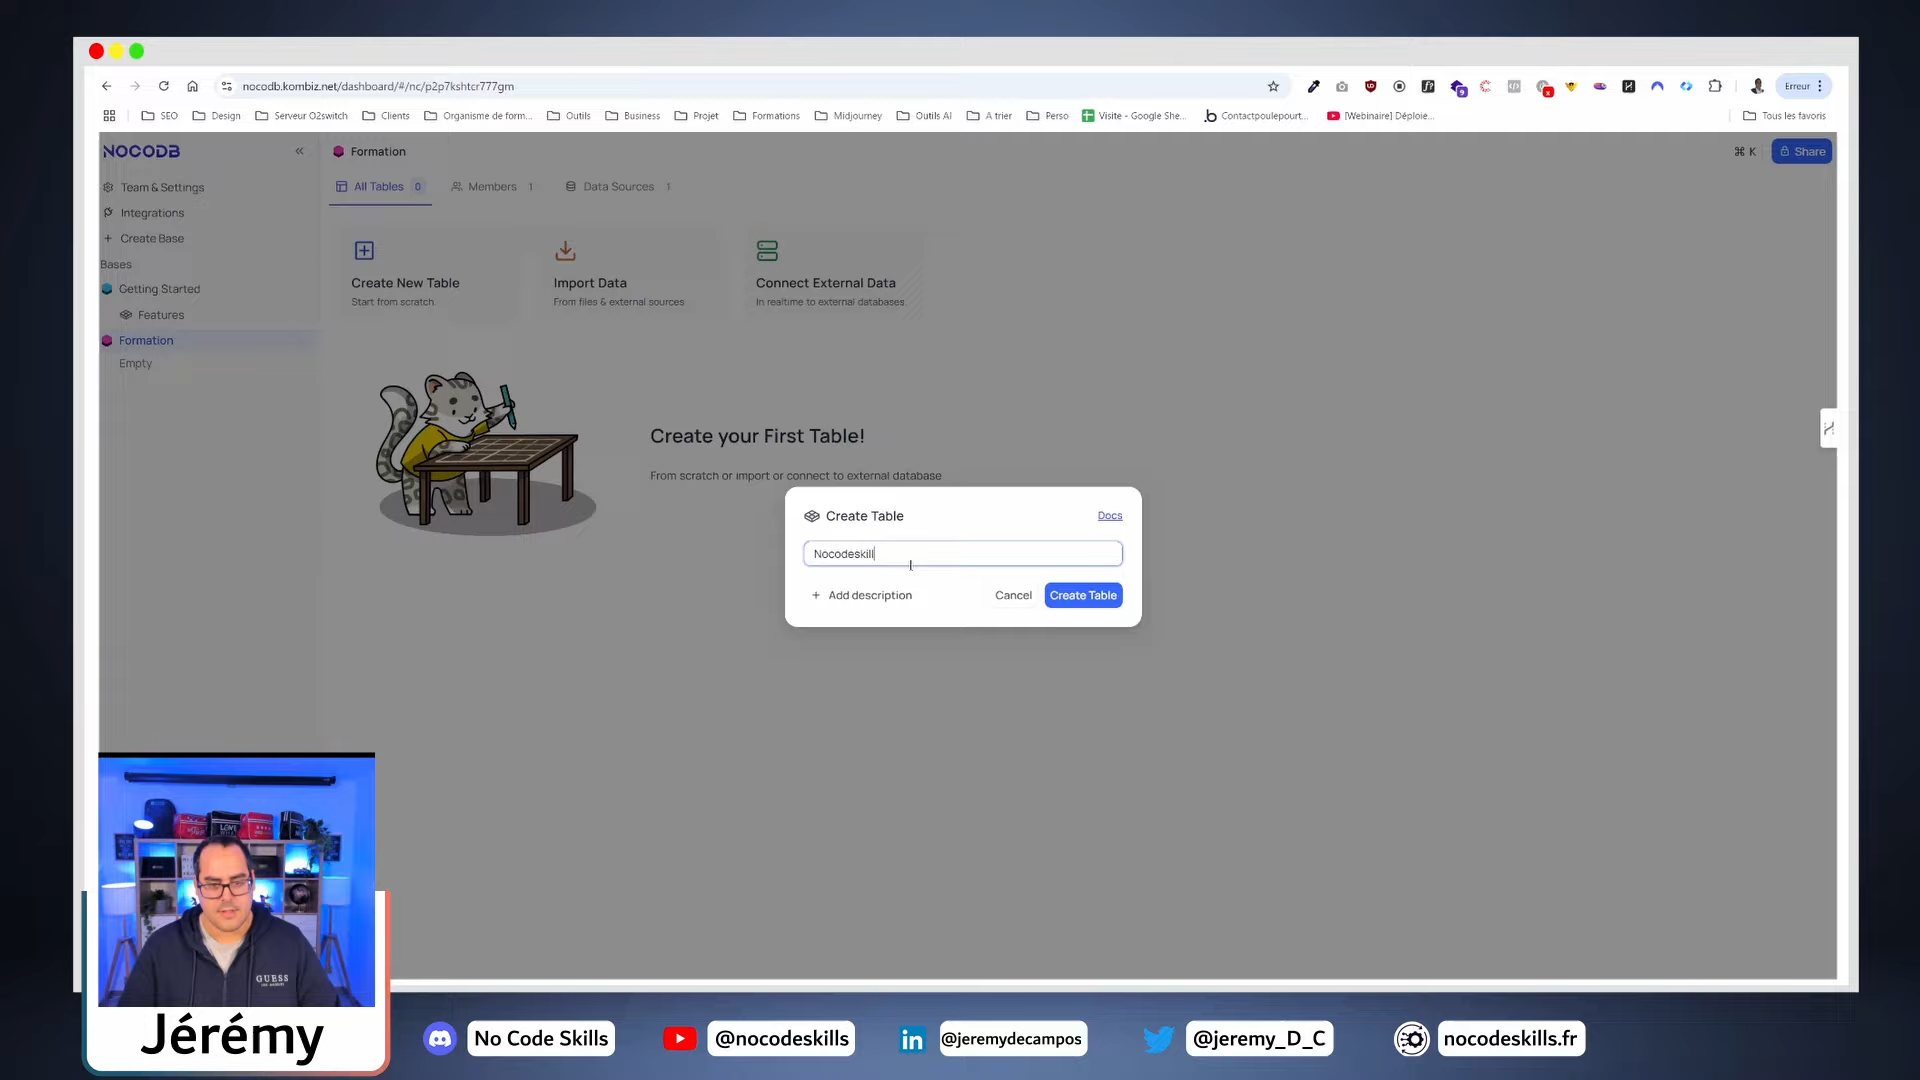 nocodb.kombiz.net/dashboard/#/nc/p2p7kshtcr777gm
Erreur
SEO
Design
Serveur O2switch
Clients
Organisme de form...
Outils
Business
Projet
Formations
Midjourney
Outils AI
A trier
Perso
Visite - Google She...
Contactpoulepourt...
[Webinaire] Déploie...
Tous les favoris
NOCODB
Formation
⌘ K
Share
Team & Settings
All Tables 0
Members 1
Data Sources 1
Integrations
Create Base
Bases
Getting Started
Features
Formation
Empty
Create New Table
Start from scratch
Import Data
From files & external sources
Connect External Data
In realtime to external databases.
Create your First Table!
From scratch or import or connect to external database
Create Table
Docs
Nocodeskill
+ Add description
Cancel
Create Table
LOVE
GUESS
LOS ANGELES
Jérémy
No Code Skills
@nocodeskills
@jeremydecampos
@jeremy_D_C
nocodeskills.fr